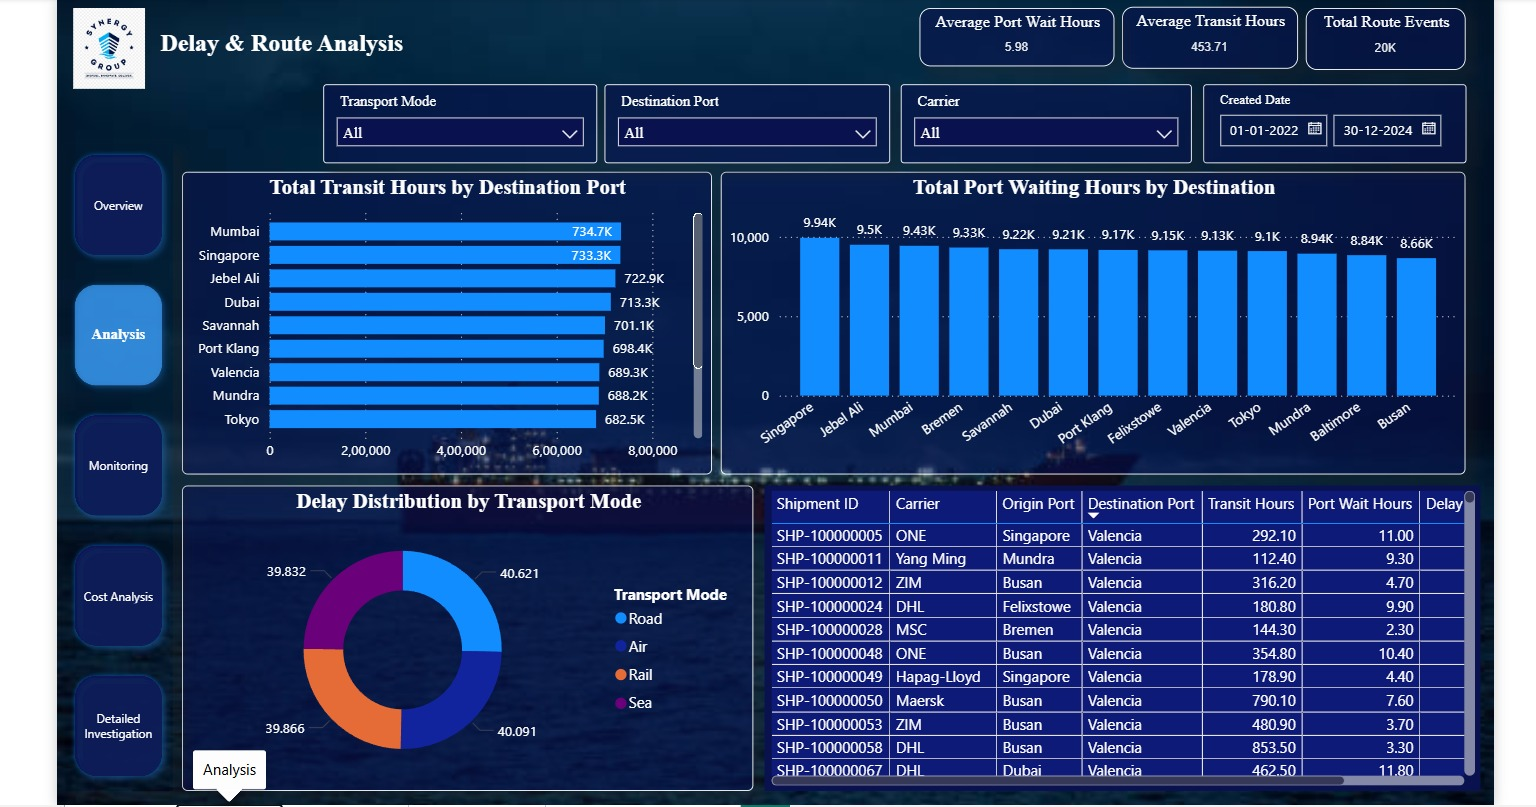 SYNERGY
GROUP
Delay & Route Analysis
Average Port Wait Hours
5.98
Average Transit Hours
453.71
Total Route Events
20K
Transport Mode
All
Destination Port
All
Carrier
All
Created Date
01-01-2022
30-12-2024
Overview
Analysis
Monitoring
Cost Analysis
Detailed
Investigation
Total Transit Hours by Destination Port
Mumbai 734.7K
Singapore 733.3K
Jebel Ali 722.9K
Dubai 713.3K
Savannah 701.1K
Port Klang 698.4K
Valencia 689.3K
Mundra 688.2K
Tokyo 682.5K
0 2,00,000 4,00,000 6,00,000 8,00,000
Total Port Waiting Hours by Destination
9.94K 9.5K 9.43K 9.33K 9.22K 9.21K 9.17K 9.15K 9.13K 9.1K 8.94K 8.84K 8.66K
10,000
5,000
0
Singapore Jebel Ali Mumbai Bremen Savannah Dubai Port Klang Felixstowe Valencia Tokyo Mundra Baltimore Busan
Delay Distribution by Transport Mode
39.832
40.621
39.866
40.091
Transport Mode
Road
Air
Rail
Sea
Analysis
Shipment ID Carrier Origin Port Destination Port Transit Hours Port Wait Hours Delay
SHP-100000005 ONE Singapore Valencia 292.10 11.00
SHP-100000011 Yang Ming Mundra Valencia 112.40 9.30
SHP-100000012 ZIM Busan Valencia 316.20 4.70
SHP-100000024 DHL Felixstowe Valencia 180.80 9.90
SHP-100000028 MSC Bremen Valencia 144.30 2.30
SHP-100000048 ONE Busan Valencia 354.80 10.40
SHP-100000049 Hapag-Lloyd Singapore Valencia 178.90 4.40
SHP-100000050 Maersk Busan Valencia 790.10 7.60
SHP-100000053 ZIM Busan Valencia 480.90 3.70
SHP-100000058 DHL Busan Valencia 853.50 3.30
SHP-100000067 DHL Dubai Valencia 462.50 11.80